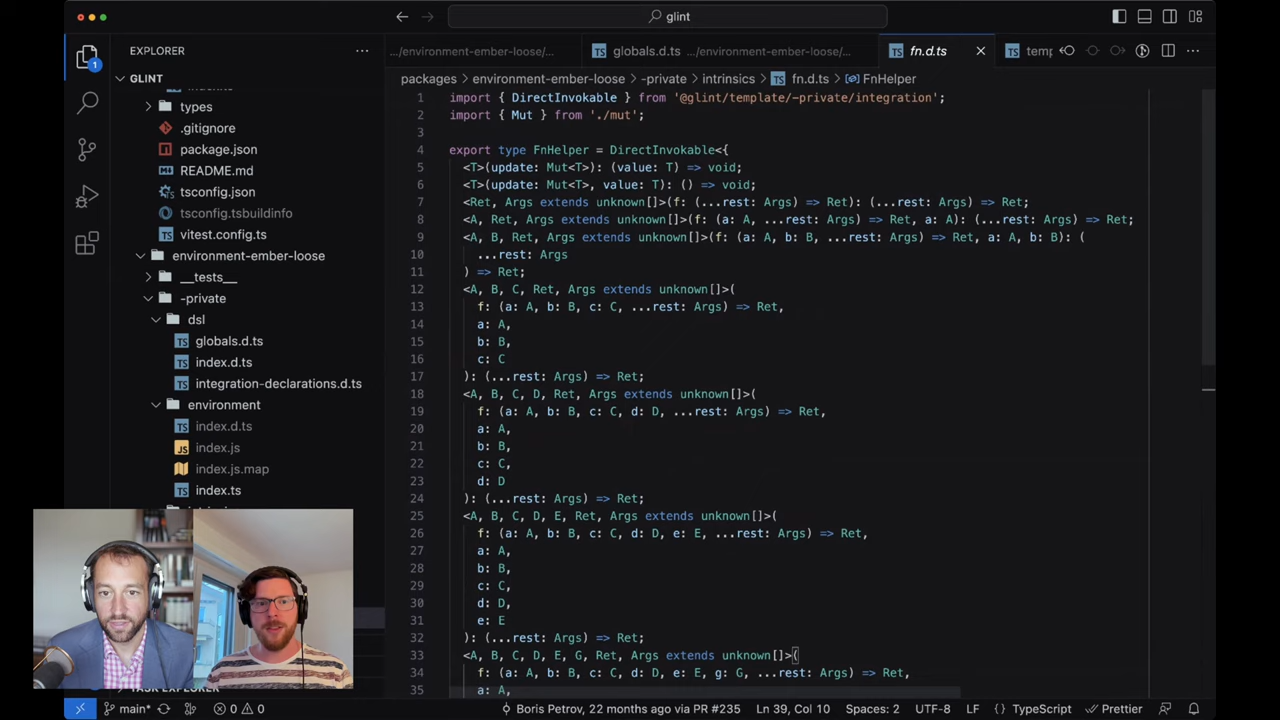 glint
EXPLORER
GLINT
types
.gitignore
package.json
README.md
tsconfig.json
tsconfig.tsbuildinfo
vitest.config.ts
environment-ember-loose
__tests__
-private
dsl
globals.d.ts
index.d.ts
integration-declarations.d.ts
environment
index.d.ts
JS index.js
index.js.map
TS index.ts
TASK EXPLORER
.../environment-ember-loose/...
TS globals.d.ts .../environment-ember-loose/...
TS fn.d.ts
TS temp
packages > environment-ember-loose > -private > intrinsics > TS fn.d.ts > FnHelper
1 import { DirectInvokable } from '@glint/template/-private/integration';
2 import { Mut } from './mut';
3
4 export type FnHelper = DirectInvokable<{
5 <T>(update: Mut<T>): (value: T) => void;
6 <T>(update: Mut<T>, value: T): () => void;
7 <Ret, Args extends unknown[]>(f: (...rest: Args) => Ret): (...rest: Args) => Ret;
8 <A, Ret, Args extends unknown[]>(f: (a: A, ...rest: Args) => Ret, a: A): (...rest: Args) => Ret;
9 <A, B, Ret, Args extends unknown[]>(f: (a: A, b: B, ...rest: Args) => Ret, a: A, b: B): (
10 ...rest: Args
11 ) => Ret;
12 <A, B, C, Ret, Args extends unknown[]>(
13 f: (a: A, b: B, c: C, ...rest: Args) => Ret,
14 a: A,
15 b: B,
16 c: C
17 ): (...rest: Args) => Ret;
18 <A, B, C, D, Ret, Args extends unknown[]>(
19 f: (a: A, b: B, c: C, d: D, ...rest: Args) => Ret,
20 a: A,
21 b: B,
22 c: C,
23 d: D
24 ): (...rest: Args) => Ret;
25 <A, B, C, D, E, Ret, Args extends unknown[]>(
26 f: (a: A, b: B, c: C, d: D, e: E, ...rest: Args) => Ret,
27 a: A,
28 b: B,
29 c: C,
30 d: D,
31 e: E
32 ): (...rest: Args) => Ret;
33 <A, B, C, D, E, G, Ret, Args extends unknown[]>(
34 f: (a: A, b: B, c: C, d: D, e: E, g: G, ...rest: Args) => Ret,
35 a: A,
main* 0 0 Boris Petrov, 22 months ago via PR #235 Ln 39, Col 10 Spaces: 2 UTF-8 LF {} TypeScript Prettier